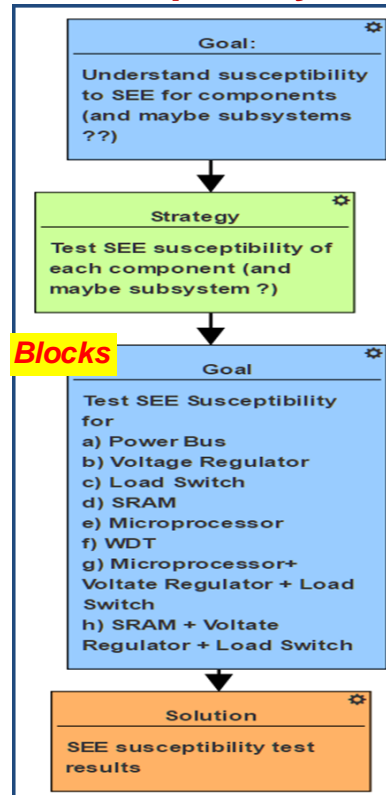 Goal:
Understand susceptibility
to SEE for components
(and maybe subsystems
??)
Strategy
Test SEE susceptibility of
each component (and
maybe subsystem ?)
Blocks
Goal
Test SEE Susceptibility
for
a) Power Bus
b) Voltage Regulator
c) Load Switch
d) SRAM
e) Microprocessor
f) WDT
g) Microprocessor+
Voltate Regulator + Load
Switch
h) SRAM + Voltate
Regulator + Load Switch
Solution
SEE susceptibility test
results